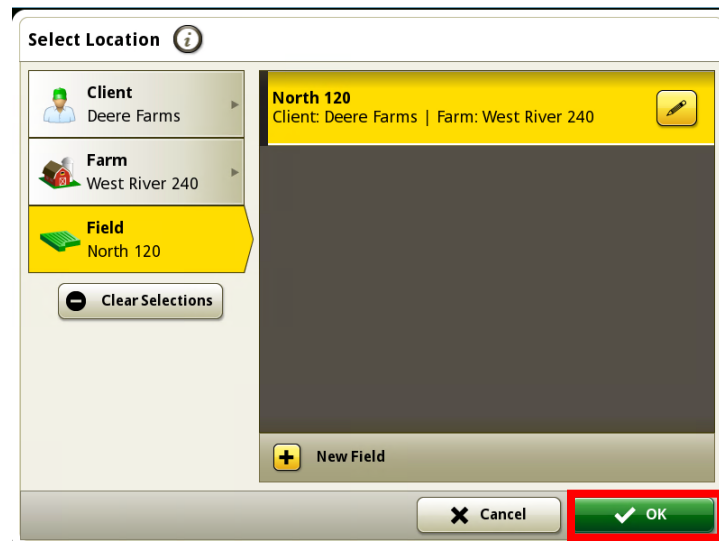 Select Location
Client
Deere Farms
Farm
West River 240
Field
North 120
Clear Selections
North 120
Client: Deere Farms | Farm: West River 240
New Field
Cancel
OK